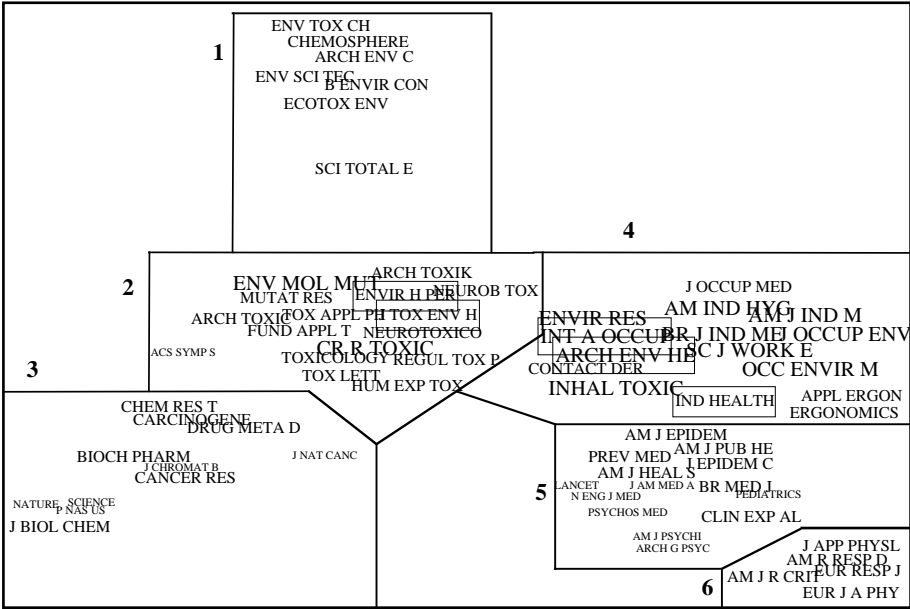 1
ENV TOX CH
CHEMOSPHERE
ARCH ENV C
ENV SCI TEC
B ENVIR CON
ECOTOX ENV
SCI TOTAL E
2
ARCH TOXIK
ENV MOL MUT
ENVIR H PER
NEUROB TOX
MUTAT RES
TOX APPL PH
J TOX ENV H
ARCH TOXIC
FUND APPL T
NEUROTOXICO
CR R TOXIC
ACS SYMP S
TOXICOLOGY
REGUL TOX P
TOX LETT
HUM EXP TOX
3
CHEM RES T
CARCINOGENE
DRUG META D
BIOCH PHARM
J NAT CANC
J CHROMAT B
CANCER RES
NATURE
SCIENCE
P NAS US
J BIOL CHEM
4
J OCCUP MED
AM IND HYG
AM J IND M
ENVIR RES
INT A OCCUP
BR J IND ME
J OCCUP ENV
ARCH ENV HE
SC J WORK E
CONTACT DER
OCC ENVIR M
INHAL TOXIC
IND HEALTH
APPL ERGON
ERGONOMICS
5
AM J EPIDEM
AM J PUB HE
PREV MED
J EPIDEM C
AM J HEAL S
LANCET
J AM MED A
BR MED J
N ENG J MED
PEDIATRICS
PSYCHOS MED
CLIN EXP AL
AM J PSYCHI
ARCH G PSYC
6
J APP PHYSL
AM R RESP D
AM J R CRIT
EUR RESP J
EUR J A PHY